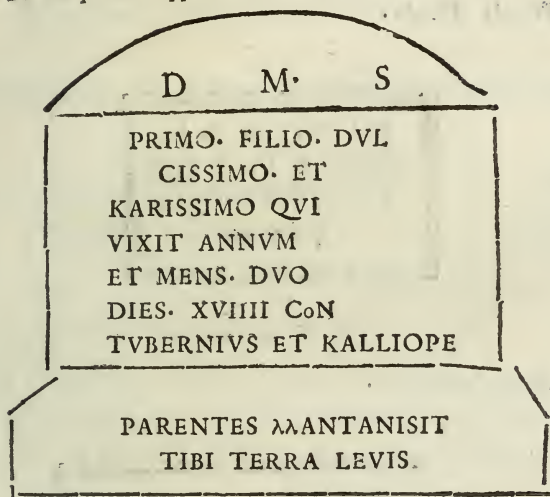 D M· S
PRIMO· FILIO· DVL
CISSIMO· ET
KARISSIMO QVI
VIXIT ANNVM
ET MENS· DVO
DIES· XVIIII CoN
TVBERNIVS ET KALLIOPE
PARENTES λλANTANISIT
TIBI TERRA LEVIS.